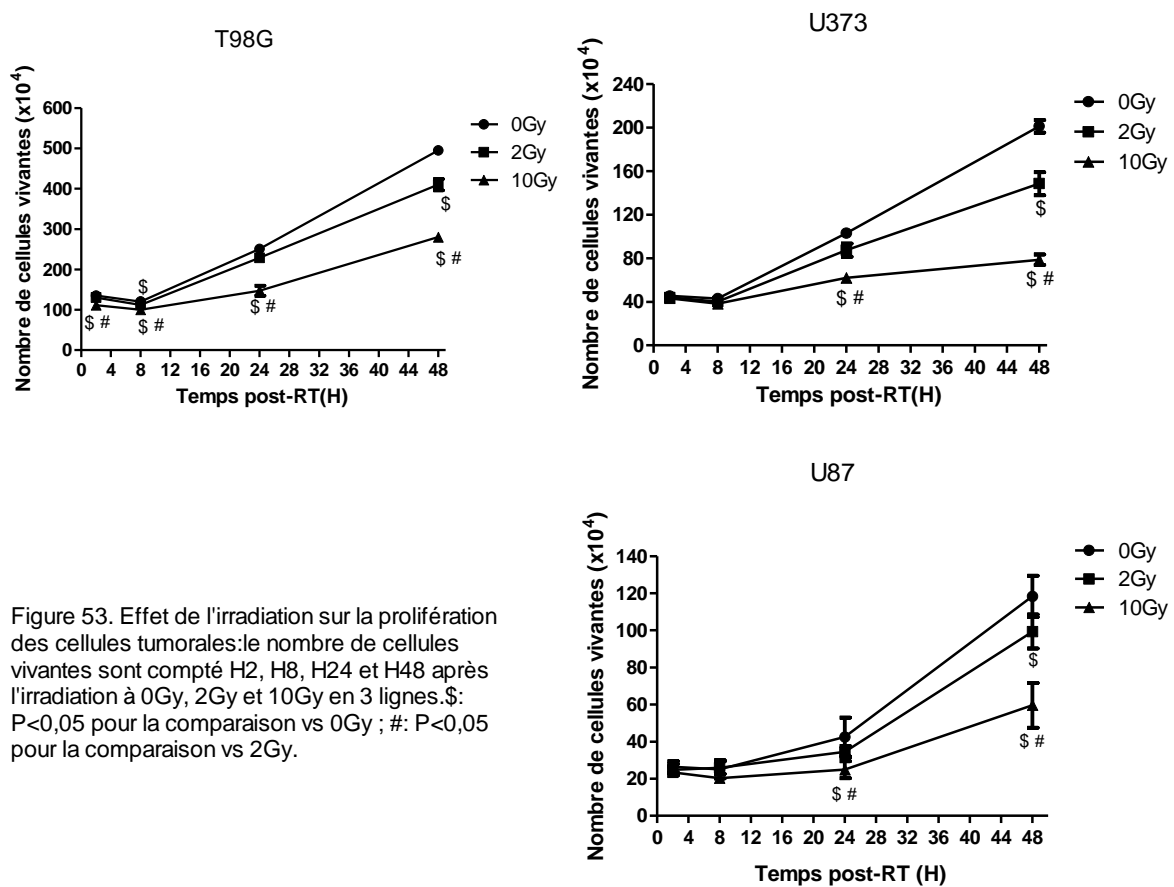 T98G
Nombre de cellules vivantes (x10⁴)
600
500
400
300
200
100
0
0 4 8 12 16 20 24 28 32 36 40 44 48
Temps post-RT(H)
0Gy
2Gy
10Gy
$ #
$
$ #
$ #
$
$ #
U373
Nombre de cellules vivantes (x10⁻⁴)
240
200
160
120
80
40
0
0 4 8 12 16 20 24 28 32 36 40 44 48
Temps post-RT(H)
0Gy
2Gy
10Gy
$ #
$
$ #
U87
Nombre de cellules vivantes (x10⁴)
140
120
100
80
60
40
20
0
0 4 8 12 16 20 24 28 32 36 40 44 48
Temps post-RT (H)
0Gy
2Gy
10Gy
$ #
$
$ #
Figure 53. Effet de l'irradiation sur la prolifération
des cellules tumorales:le nombre de cellules
vivantes sont compté H2, H8, H24 et H48 après
l'irradiation à 0Gy, 2Gy et 10Gy en 3 lignes.$:
P<0,05 pour la comparaison vs 0Gy ; #: P<0,05
pour la comparaison vs 2Gy.